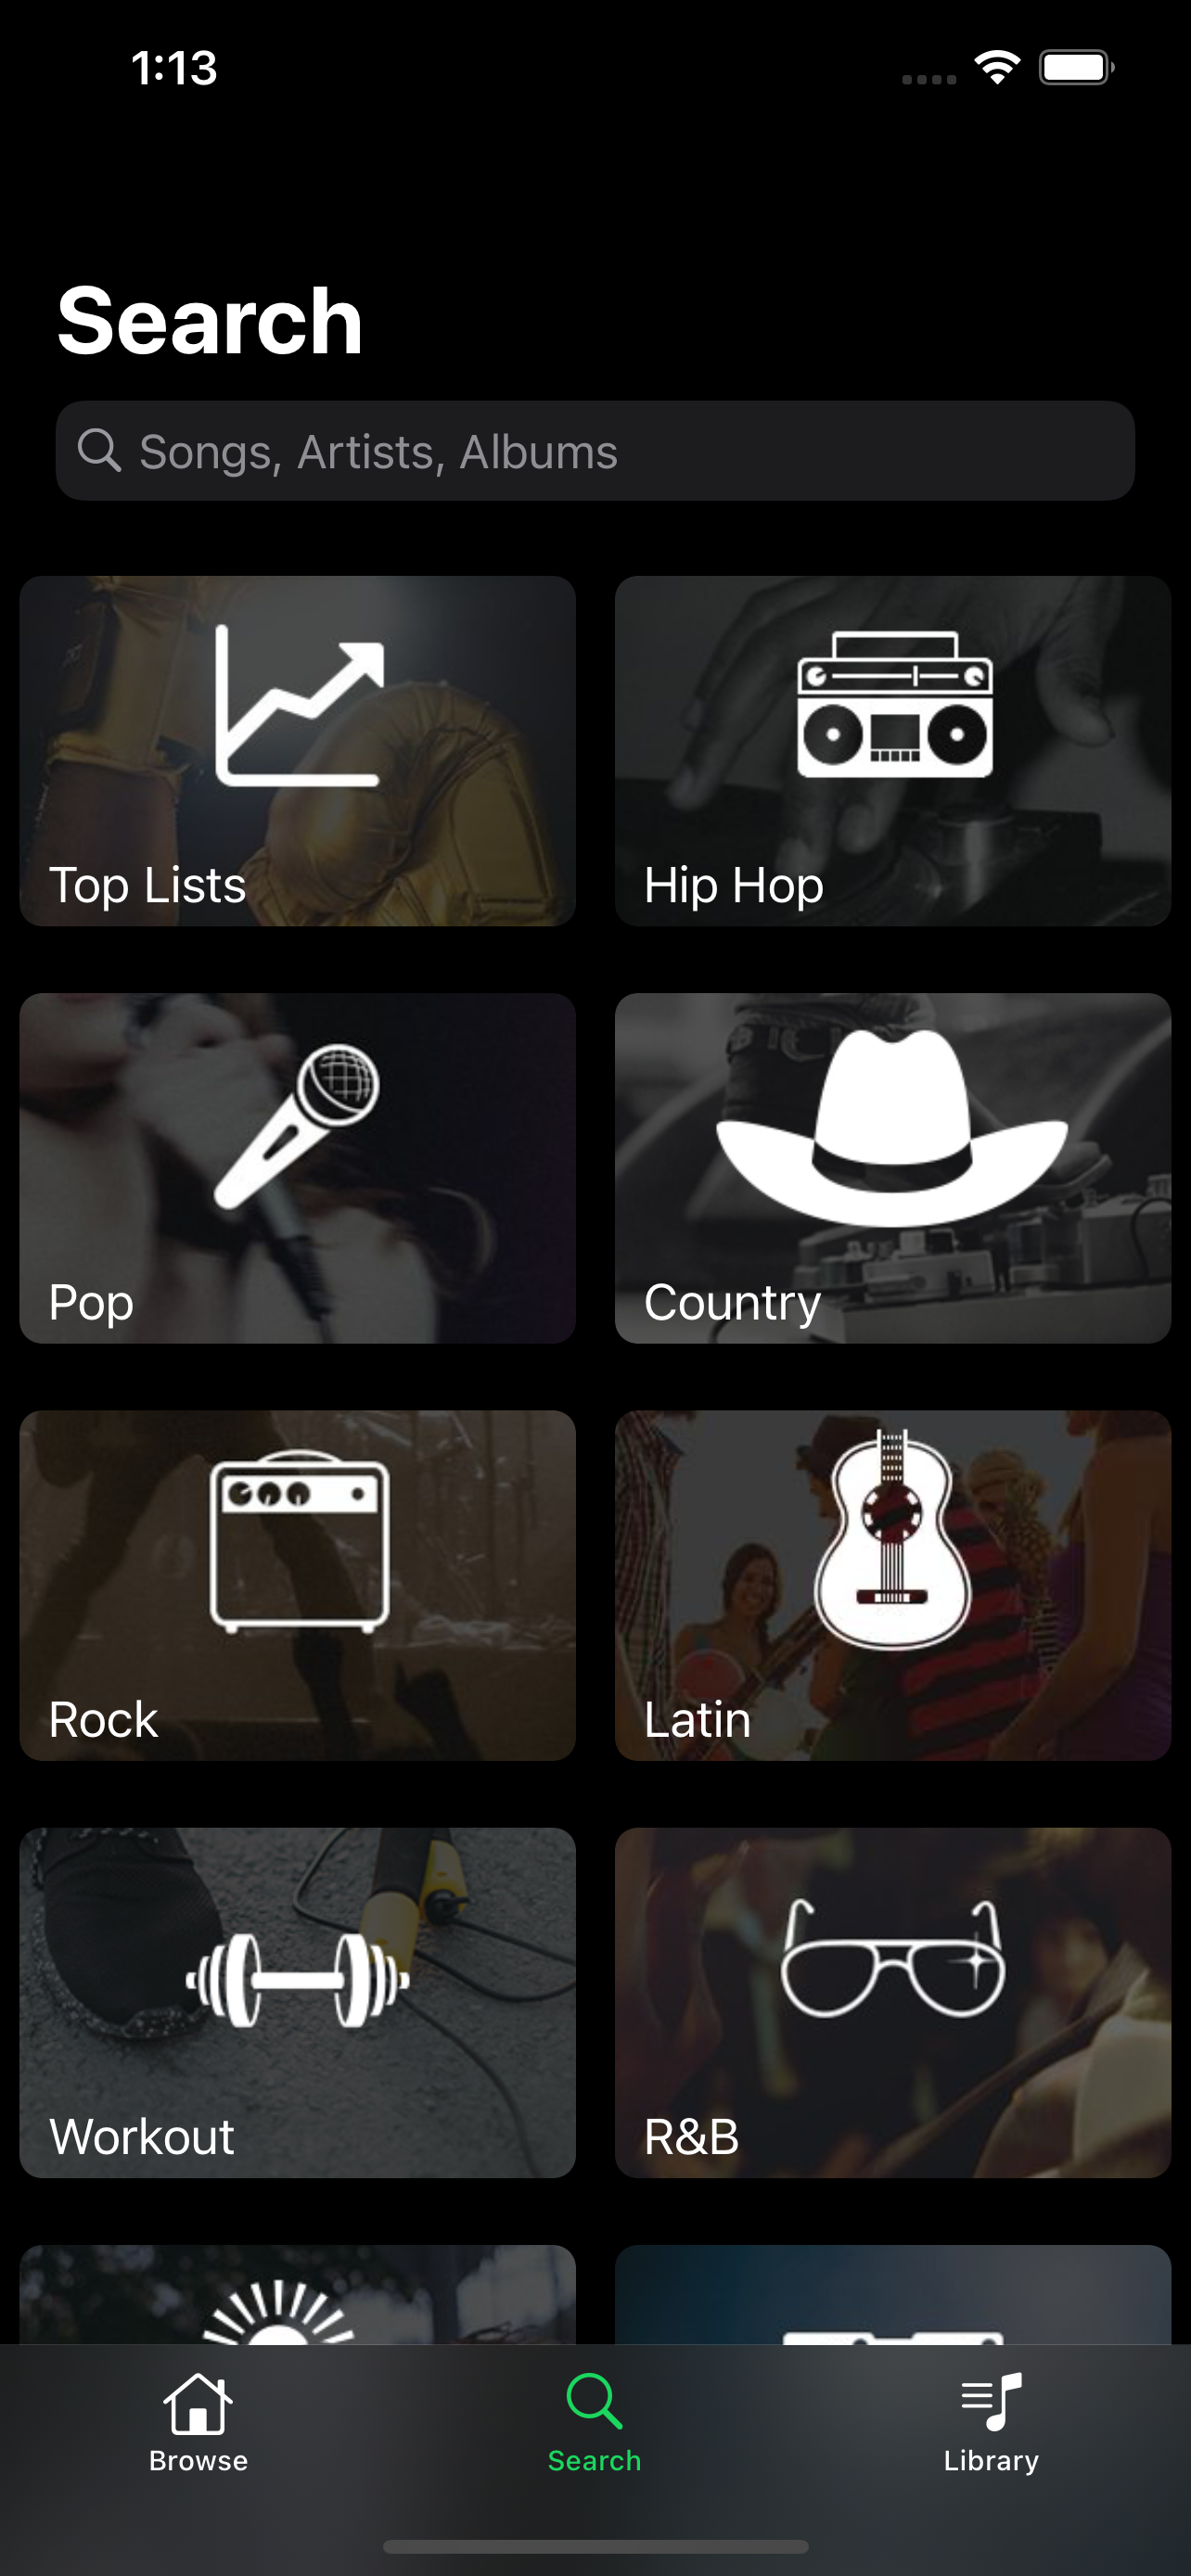 1:13
Search
Songs, Artists, Albums
Top Lists
Hip Hop
Pop
Country
Rock
Latin
Workout
R&B
Browse
Search
Library